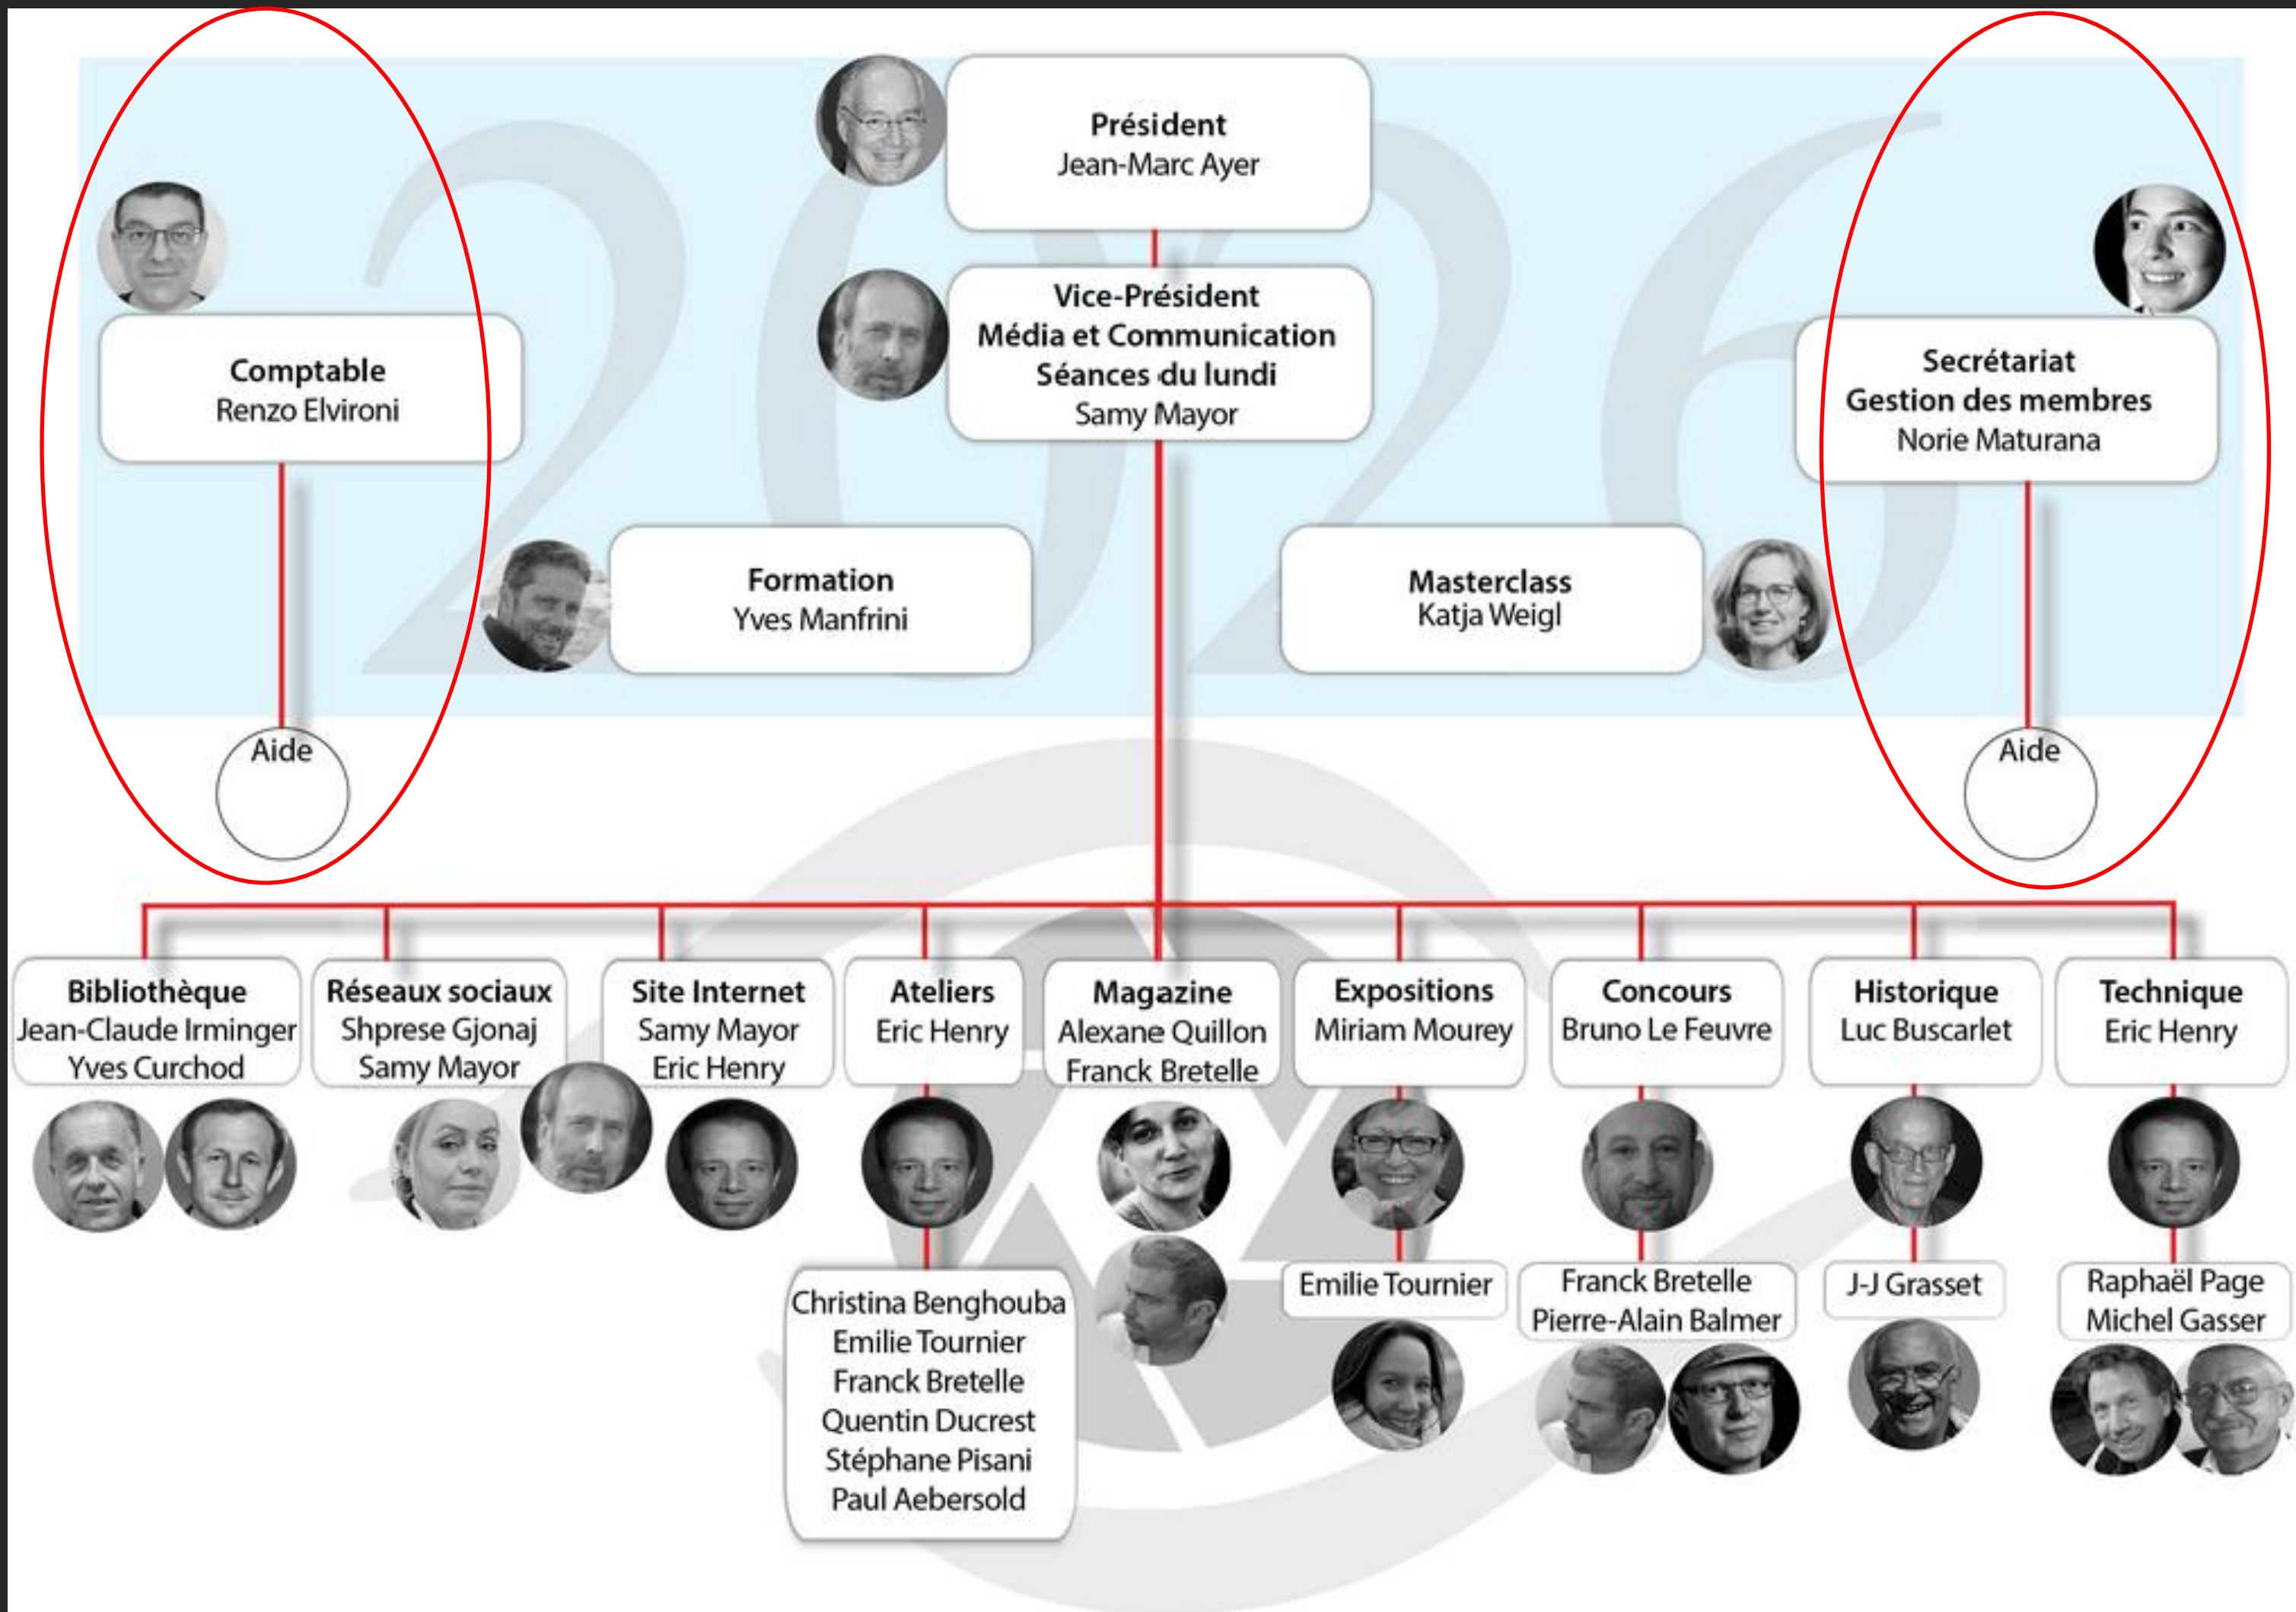 2026
Président
Jean-Marc Ayer
Vice-Président
Média et Communication
Séances du lundi
Samy Mayor
Comptable
Renzo Elvironi
Secrétariat
Gestion des membres
Norie Maturana
Formation
Yves Manfrini
Masterclass
Katja Weigl
Aide
Aide
Bibliothèque
Jean-Claude Irminger
Yves Curchod
Réseaux sociaux
Shprese Gjonaj
Samy Mayor
Site Internet
Samy Mayor
Eric Henry
Ateliers
Eric Henry
Magazine
Alexane Quillon
Franck Bretelle
Expositions
Miriam Mourey
Concours
Bruno Le Feuvre
Historique
Luc Buscarlet
Technique
Eric Henry
Christina Benghouba
Emilie Tournier
Franck Bretelle
Quentin Ducrest
Stéphane Pisani
Paul Aebersold
Emilie Tournier
Franck Bretelle
Pierre-Alain Balmer
J-J Grasset
Raphaël Page
Michel Gasser